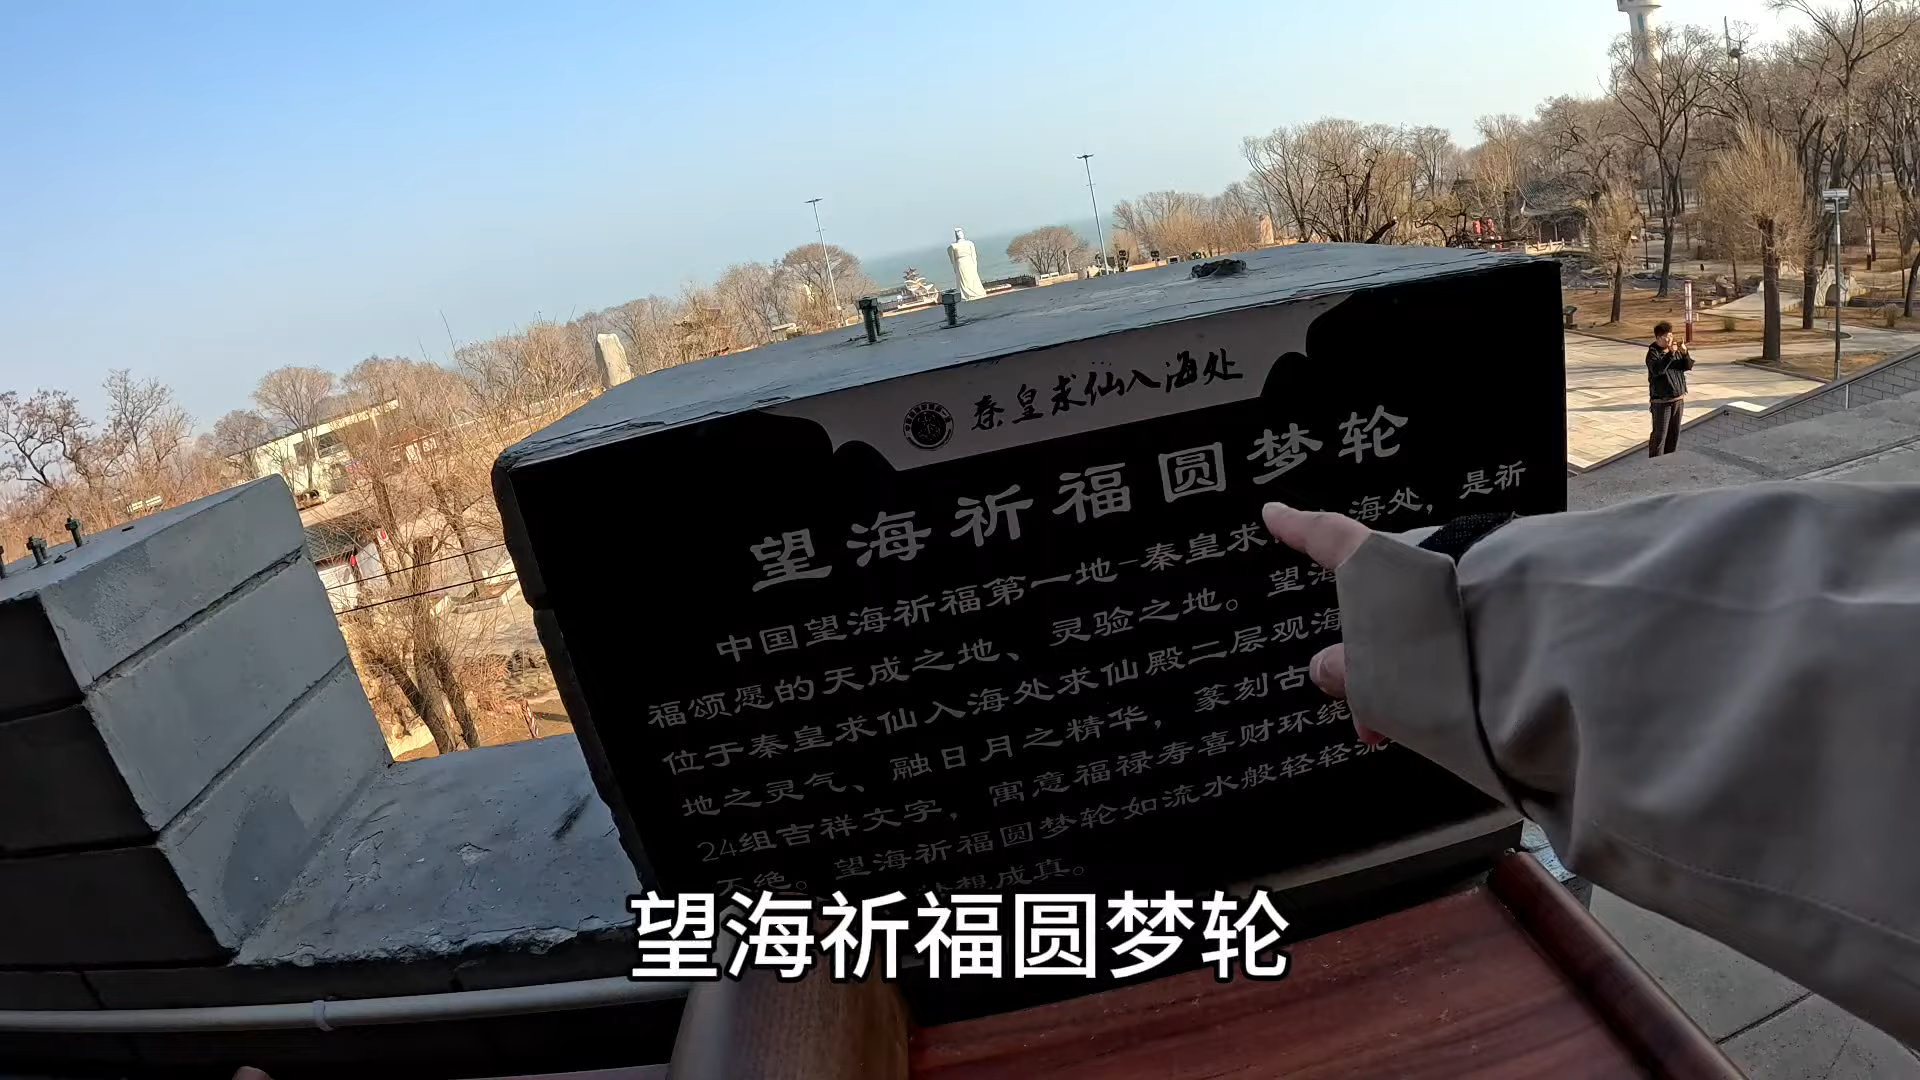 秦皇求仙入海处
望海祈福圆梦轮
中国望海祈福第一地-秦皇求 海处，是祈
福颂愿的天成之地、灵验之地。望海
位于秦皇求仙入海处求仙殿二层观海
地之灵气、融日月之精华，篆刻古
24组吉祥文字，寓意福禄寿喜财环绕
天绝。望海祈福圆梦轮如流水般轻轻流
想成真。
望海祈福圆梦轮